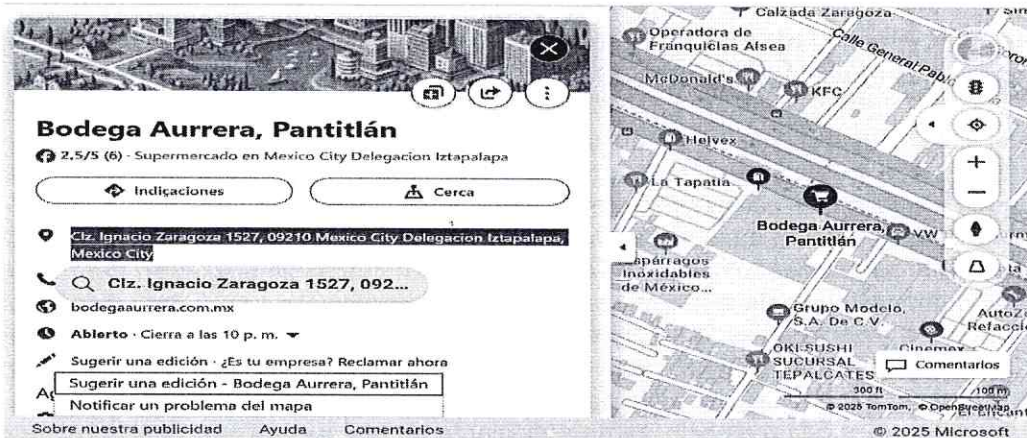 Bodega Aurrera, Pantitlán
2,5/5 (6) · Supermercado en Mexico City Delegacion Iztapalapa
Indicaciones
Cerca
Clz. Ignacio Zaragoza 1527, 09210 Mexico City Delegacion Iztapalapa,
Mexico City
Clz. Ignacio Zaragoza 1527, 092...
bodegaaurrera.com.mx
Abierto · Cierra a las 10 p. m.
Sugerir una edición · ¿Es tu empresa? Reclamar ahora
Sugerir una edición - Bodega Aurrera, Pantitlán
Notificar un problema del mapa
Sobre nuestra publicidad
Ayuda
Comentarios
Calzada Zaragoza
Operadora de
Franquicias Alsea
Calle General Pablo
McDonald's
KFC
Helvex
La Tapatia
Bodega Aurrera,
Pantitlán
VW
Espárragos
Inoxidables
de México...
Grupo Modelo,
S.A. De C.V.
AutoZo
Refacci
OKI SUSHI
SUCURSAL
TEPALCATES
Cinemex
Comentarios
300 ft
100 m
© 2025 TomTom, © OpenStreetMap
© 2025 Microsoft